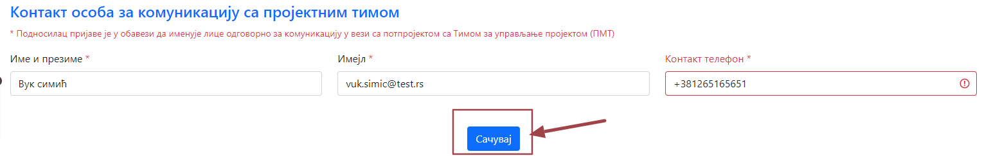 Контакт особа за комуникацију са пројектним тимом
* Подносилац пријаве је у обавези да именује лице одговорно за комуникацију у вези са потпројектом са Тимом за управљање пројектом (ПМТ)
Име и презиме * Имејл * Контакт телефон *
Вук симић vuk.simic@test.rs +381265165651
Сачувај